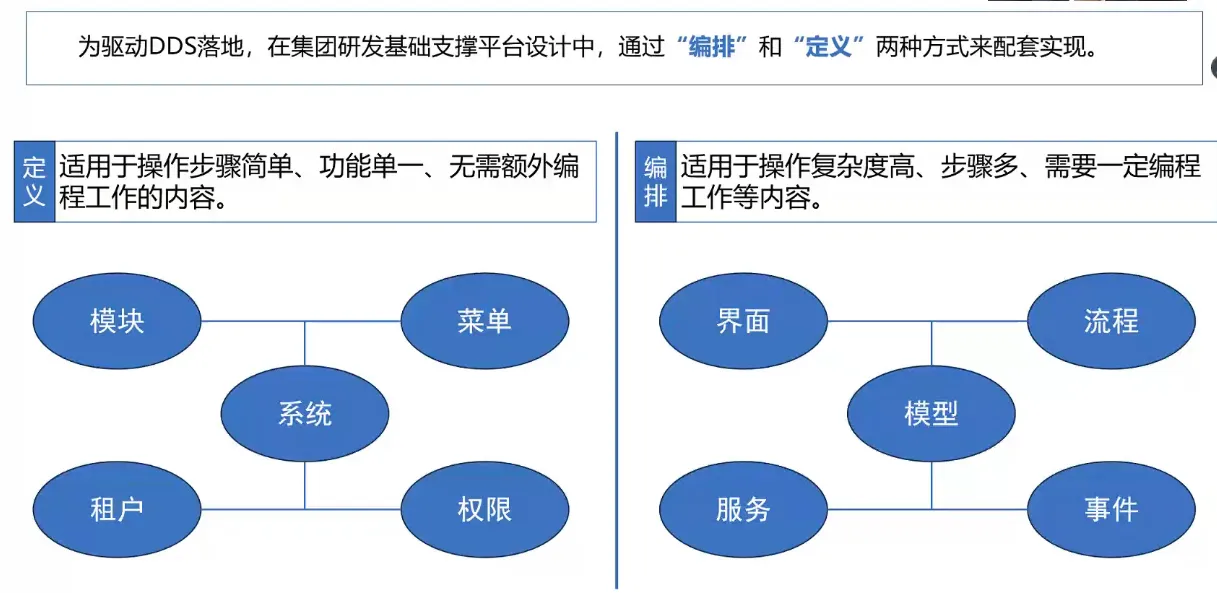 为驱动DDS落地，在集团研发基础支撑平台设计中，通过“编排”和“定义”两种方式来配套实现。
定义
适用于操作步骤简单、功能单一、无需额外编
程工作的内容。
模块
菜单
系统
租户
权限
编排
适用于操作复杂度高、步骤多、需要一定编程
工作等内容。
界面
流程
模型
服务
事件